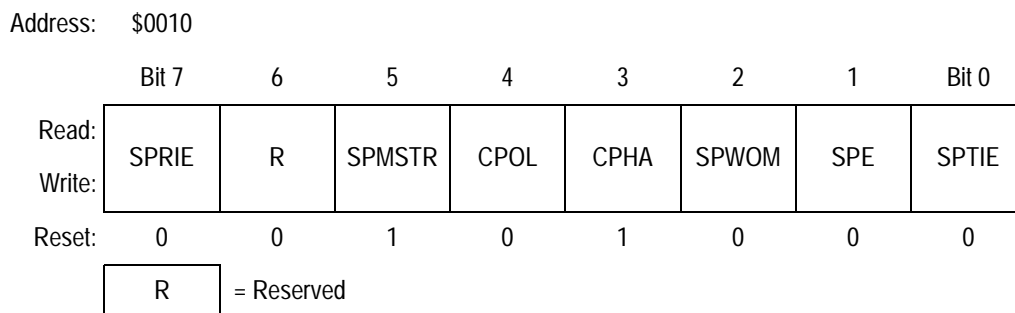 Address: $0010
Bit 7 6 5 4 3 2 1 Bit 0
Read:
SPRIE R SPMSTR CPOL CPHA SPWOM SPE SPTIE
Write:
Reset: 0 0 1 0 1 0 0 0
R = Reserved